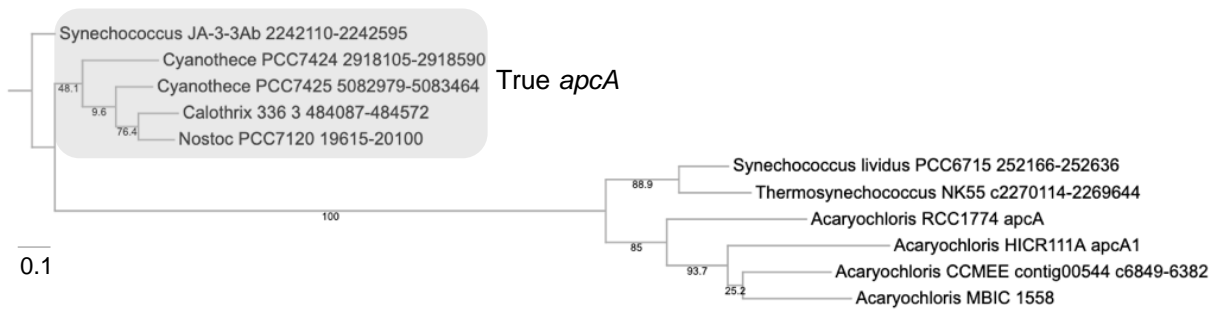 Synechococcus JA-3-3Ab 2242110-2242595
Cyanothece PCC7424 2918105-2918590
48.1
Cyanothece PCC7425 5082979-5083464
True apcA
9.6
Calothrix 336 3 484087-484572
76.4
Nostoc PCC7120 19615-20100
Synechococcus lividus PCC6715 252166-252636
88.9
Thermosynechococcus NK55 c2270114-2269644
100
Acaryochloris RCC1774 apcA
85
Acaryochloris HICR111A apcA1
0.1
93.7
Acaryochloris CCMEE contig00544 c6849-6382
25.2
Acaryochloris MBIC 1558